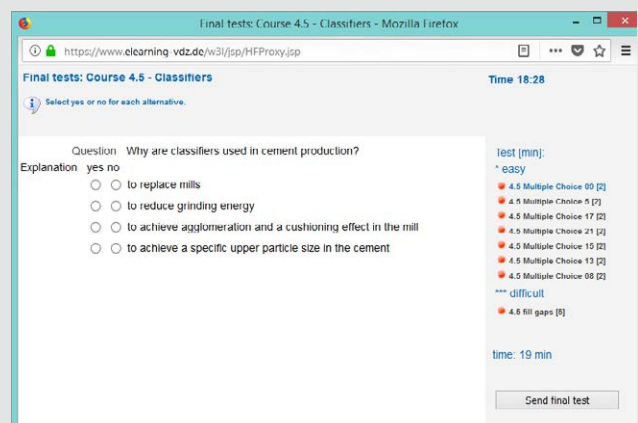 Final tests: Course 4.5 - Classifiers - Mozilla Firefox
https://www.elearning-vdz.de/w3l/jsp/HFProxy.jsp
Final tests: Course 4.5 - Classifiers
Time 18:28
Select yes or no for each alternative.
Question Why are classifiers used in cement production?
Explanation yes no
to replace mills
to reduce grinding energy
to achieve agglomeration and a cushioning effect in the mill
to achieve a specific upper particle size in the cement
Test [min]:
* easy
4.5 Multiple Choice 09 [2]
4.5 Multiple Choice 5 [2]
4.5 Multiple Choice 17 [2]
4.5 Multiple Choice 21 [2]
4.5 Multiple Choice 15 [2]
4.5 Multiple Choice 13 [2]
4.5 Multiple Choice 08 [2]
*** difficult
4.5 fill gaps [5]
time: 19 min
Send final test